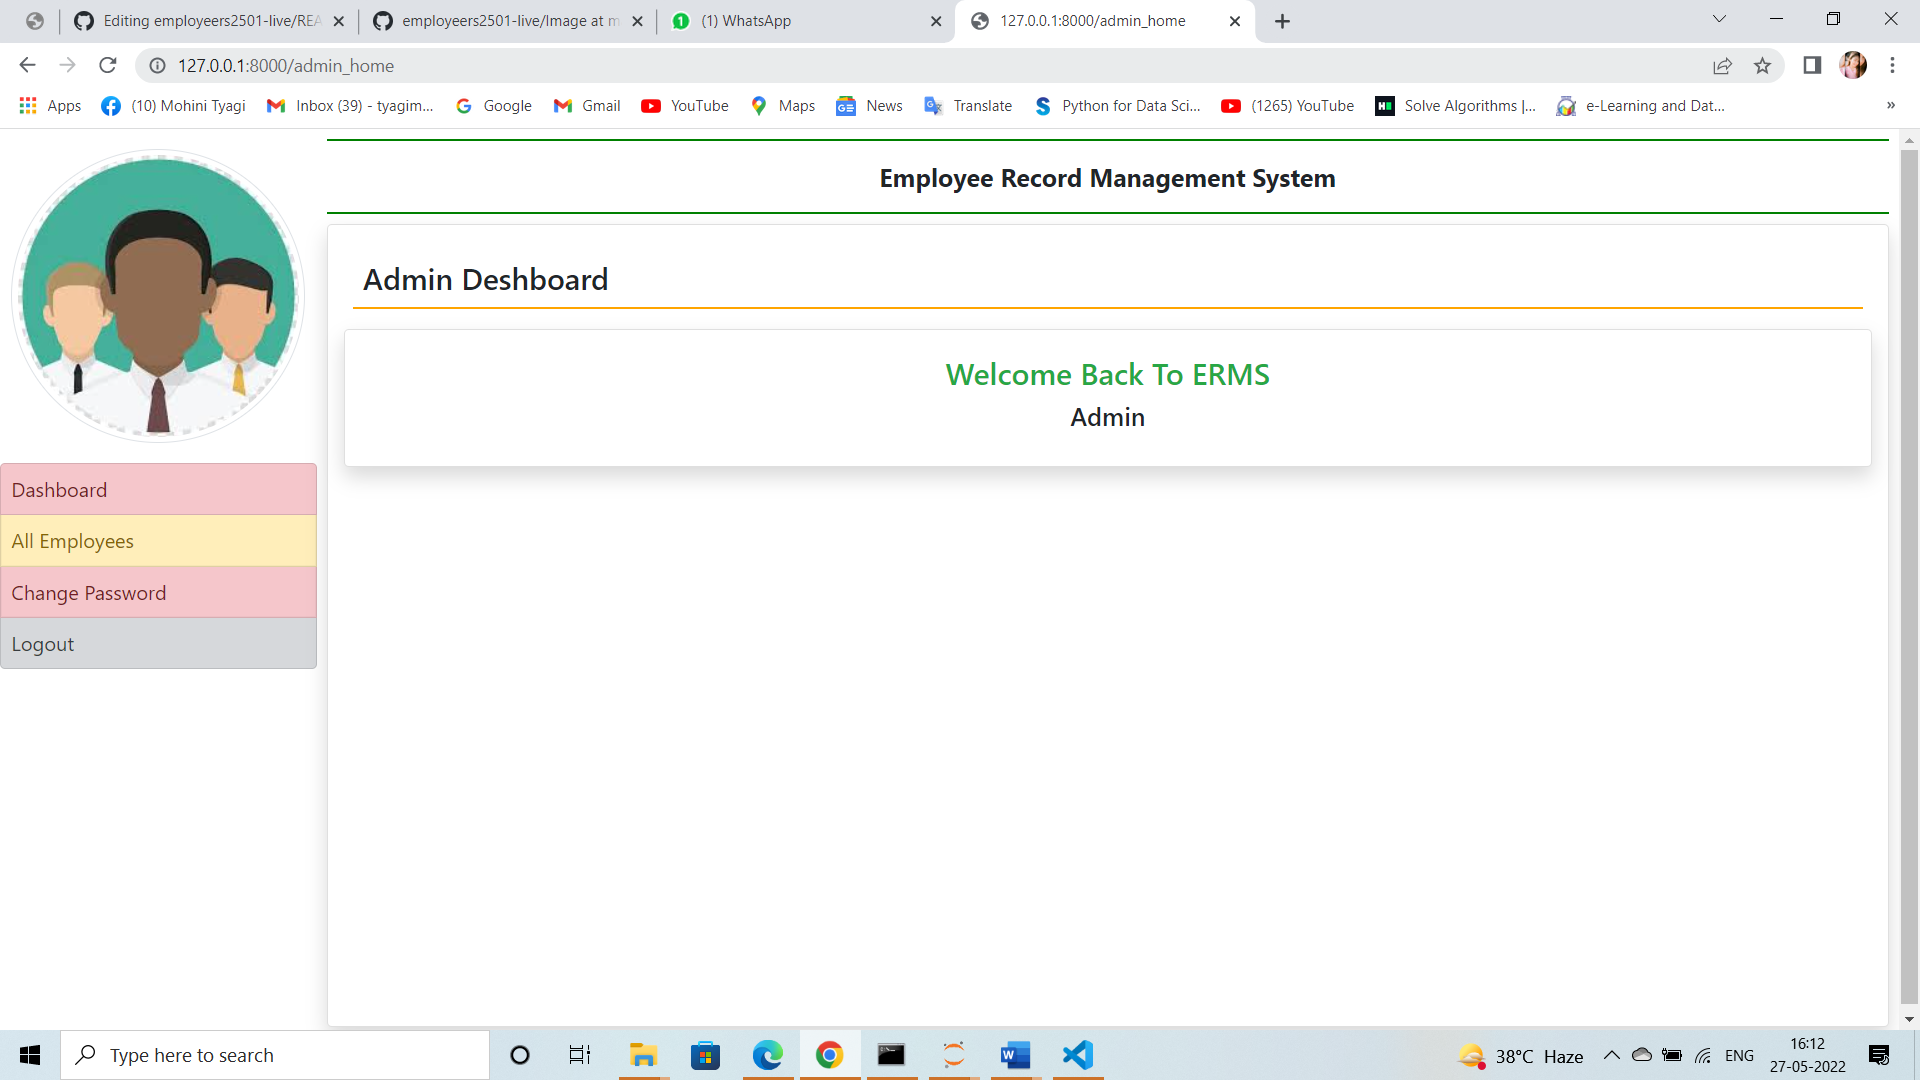 Editing employeers2501-live/REA
employeers2501-live/Image at m
(1) WhatsApp
127.0.0.1:8000/admin_home
127.0.0.1:8000/admin_home
Apps
(10) Mohini Tyagi
Inbox (39) - tyagim...
Google
Gmail
YouTube
Maps
News
Translate
Python for Data Sci...
(1265) YouTube
Solve Algorithms |...
e-Learning and Dat...
»
Employee Record Management System
Admin Deshboard
Welcome Back To ERMS
Admin
Dashboard
All Employees
Change Password
Logout
Type here to search
38°C Haze
ENG
16:12
27-05-2022